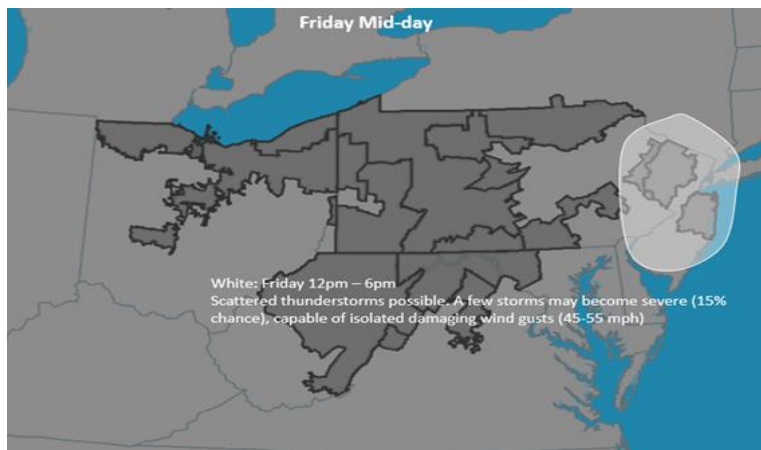 Friday Mid-day
White: Friday 12pm – 6pm
Scattered thunderstorms possible. A few storms may become severe (15%
chance), capable of isolated damaging wind gusts (45-55 mph)